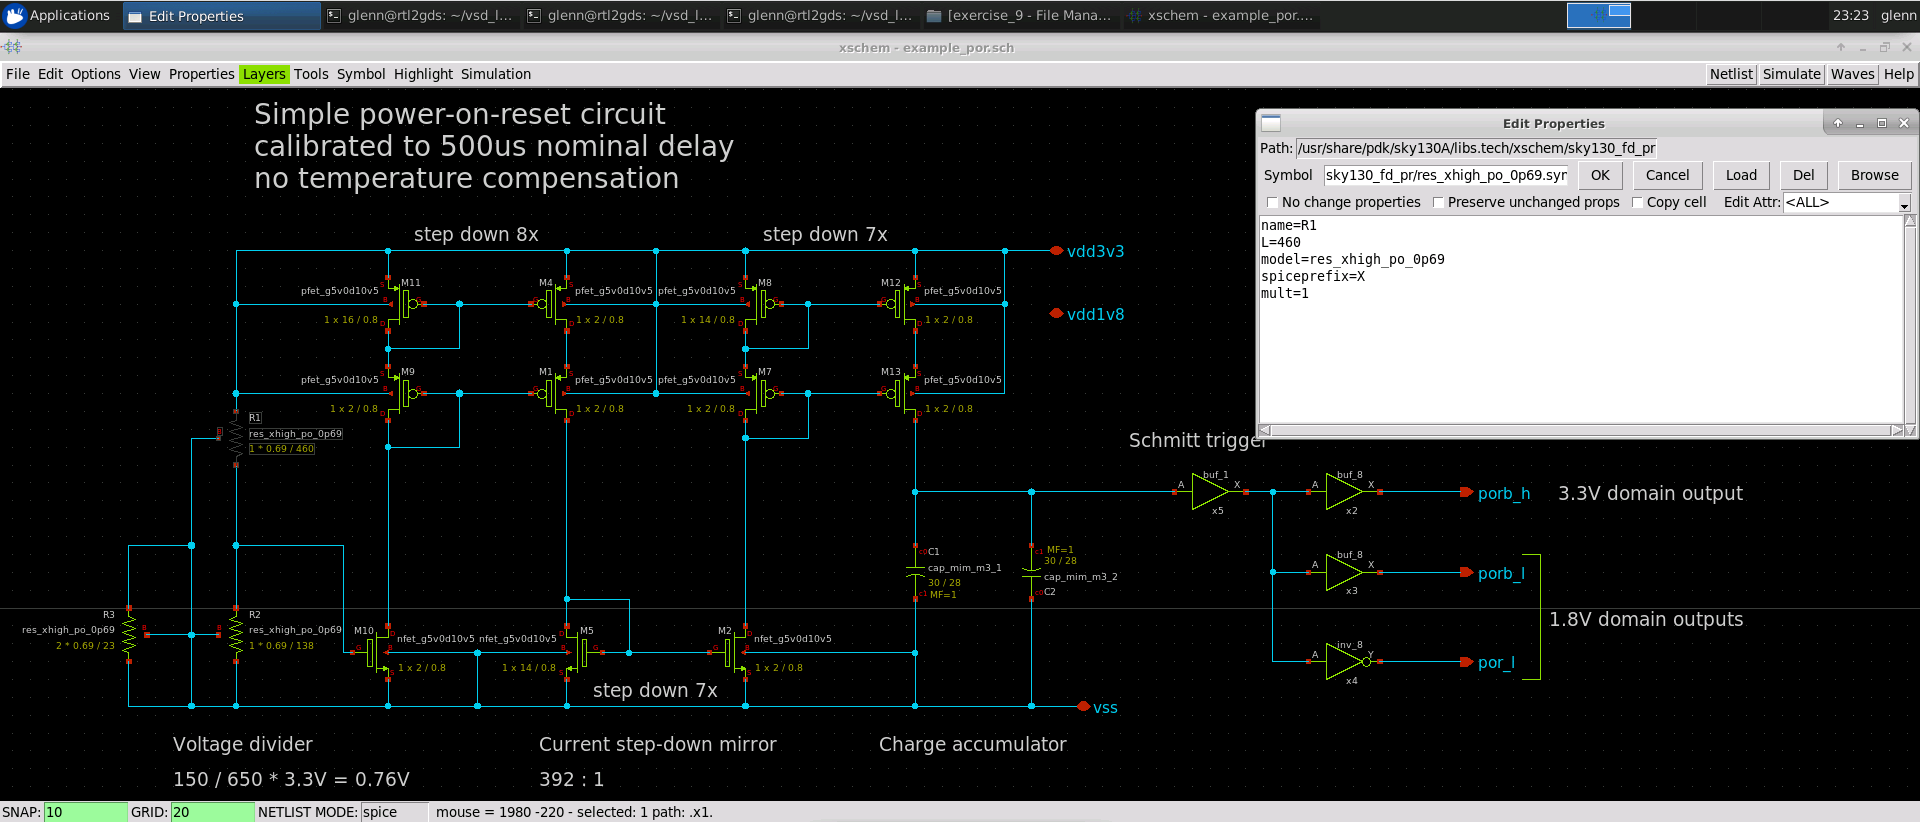 Applications
Edit Properties
glenn@rtl2gds: ~/vsd_l...
glenn@rtl2gds: ~/vsd_l...
glenn@rtl2gds: ~/vsd_l...
[exercise_9 - File Mana...
xschem - example_por....
23:23
glenn
xschem - example_por.sch
File Edit Options View Properties Layers Tools Symbol Highlight Simulation
Netlist Simulate Waves Help
Simple power-on-reset circuit
calibrated to 500us nominal delay
no temperature compensation
Edit Properties
Path: /usr/share/pdk/sky130A/libs.tech/xschem/sky130_fd_pr
Symbol sky130_fd_pr/res_xhigh_po_0p69.syn OK Cancel Load Del Browse
No change properties Preserve unchanged props Copy cell Edit Attr: <ALL>
name=R1
L=460
model=res_xhigh_po_0p69
spiceprefix=X
mult=1
step down 8x
step down 7x
vdd3v3
vdd1v8
M11
pfet_g5v0d10v5
1 x 16 / 0.8
M4
pfet_g5v0d10v5
1 x 2 / 0.8
M8
pfet_g5v0d10v5
1 x 14 / 0.8
M12
pfet_g5v0d10v5
1 x 2 / 0.8
M9
pfet_g5v0d10v5
1 x 2 / 0.8
M1
pfet_g5v0d10v5
1 x 2 / 0.8
M7
pfet_g5v0d10v5
1 x 2 / 0.8
M13
pfet_g5v0d10v5
1 x 2 / 0.8
R1
res_xhigh_po_0p69
1 * 0.69 / 460
Schmitt trigger
A buf_1 X
x5
A buf_8 X
x2
porb_h
3.3V domain output
A buf_8 X
x3
porb_l
1.8V domain outputs
A inv_8 Y
x4
por_l
C1
cap_mim_m3_1
30 / 28
MF=1
MF=1
30 / 28
cap_mim_m3_2
C2
R3
res_xhigh_po_0p69
2 * 0.69 / 23
R2
res_xhigh_po_0p69
1 * 0.69 / 138
M10
nfet_g5v0d10v5
1 x 2 / 0.8
M5
nfet_g5v0d10v5
1 x 14 / 0.8
M2
nfet_g5v0d10v5
1 x 2 / 0.8
step down 7x
vss
Voltage divider
150 / 650 * 3.3V = 0.76V
Current step-down mirror
392 : 1
Charge accumulator
SNAP: 10 GRID: 20 NETLIST MODE: spice mouse = 1980 -220 - selected: 1 path: .x1.